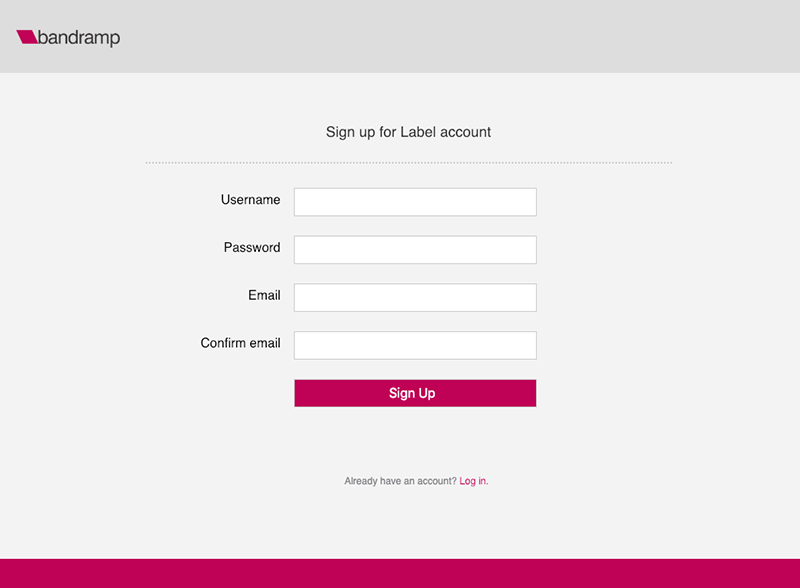 bandramp
Sign up for Label account
Username
Password
Email
Confirm email
Sign Up
Already have an account? Log in.